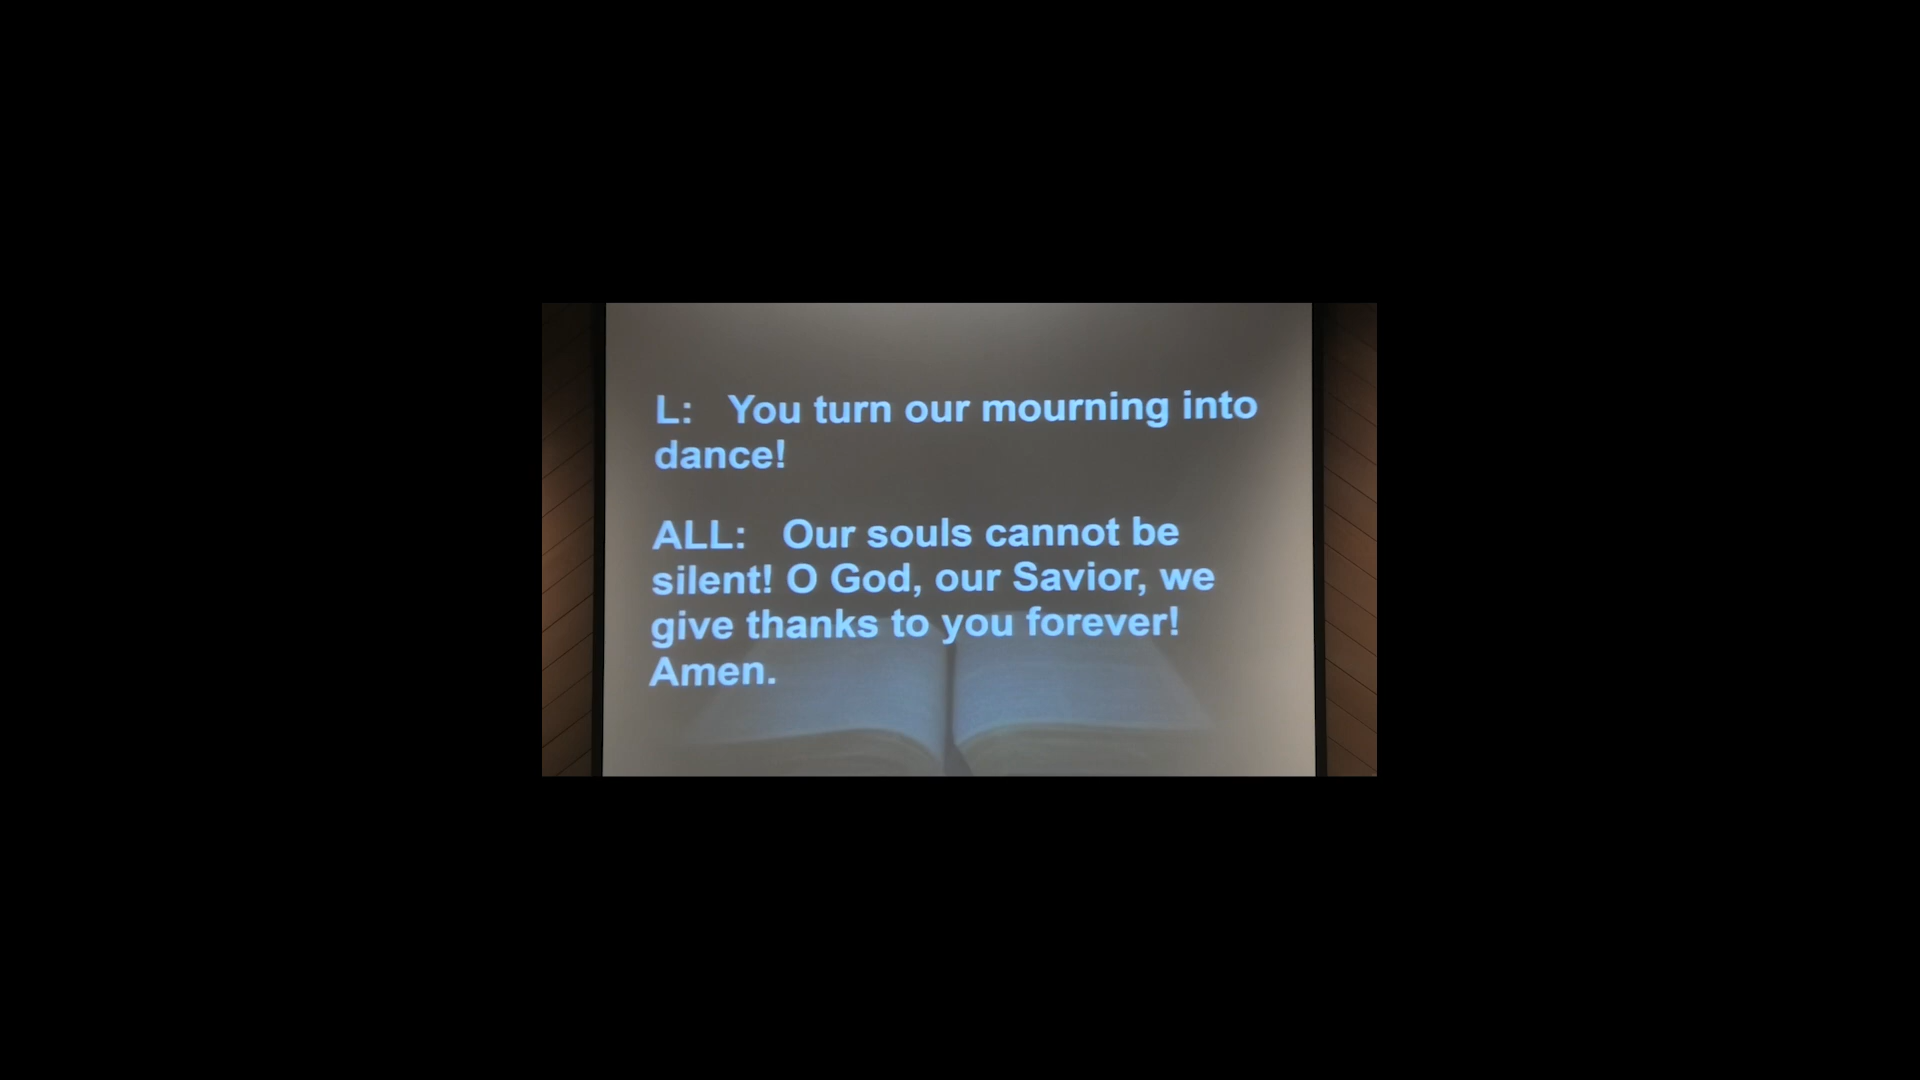 L: You turn our mourning into
dance!
ALL: Our souls cannot be
silent! O God, our Savior, we
give thanks to you forever!
Amen.